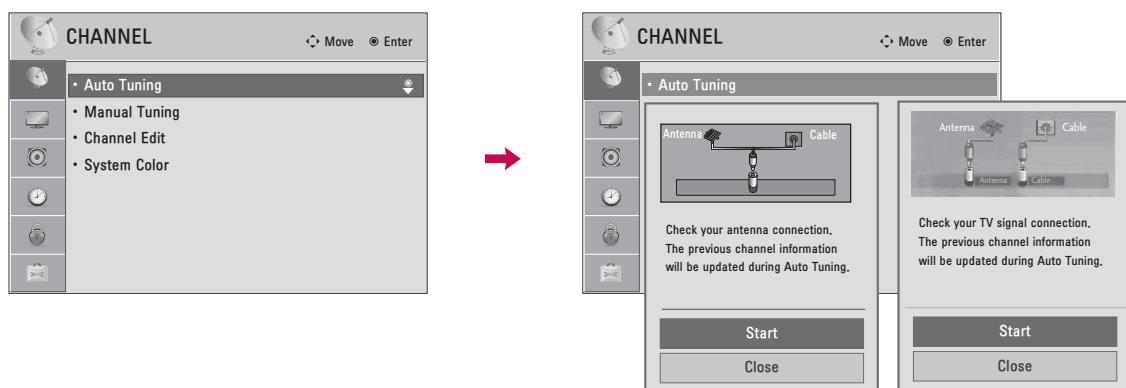 CHANNEL
Move
Enter
• Auto Tuning
• Manual Tuning
• Channel Edit
• System Color
CHANNEL
Move
Enter
• Auto Tuning
Antenna
Cable
Check your antenna connection.
The previous channel information
will be updated during Auto Tuning.
Start
Close
Antenna
Cable
Antenna
Cable
Check your TV signal connection.
The previous channel information
will be updated during Auto Tuning.
Start
Close